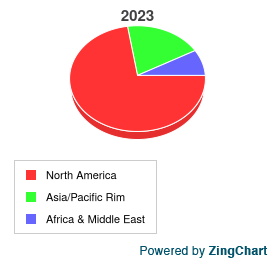 2023
North America
Asia/Pacific Rim
Africa & Middle East
Powered by ZingChart